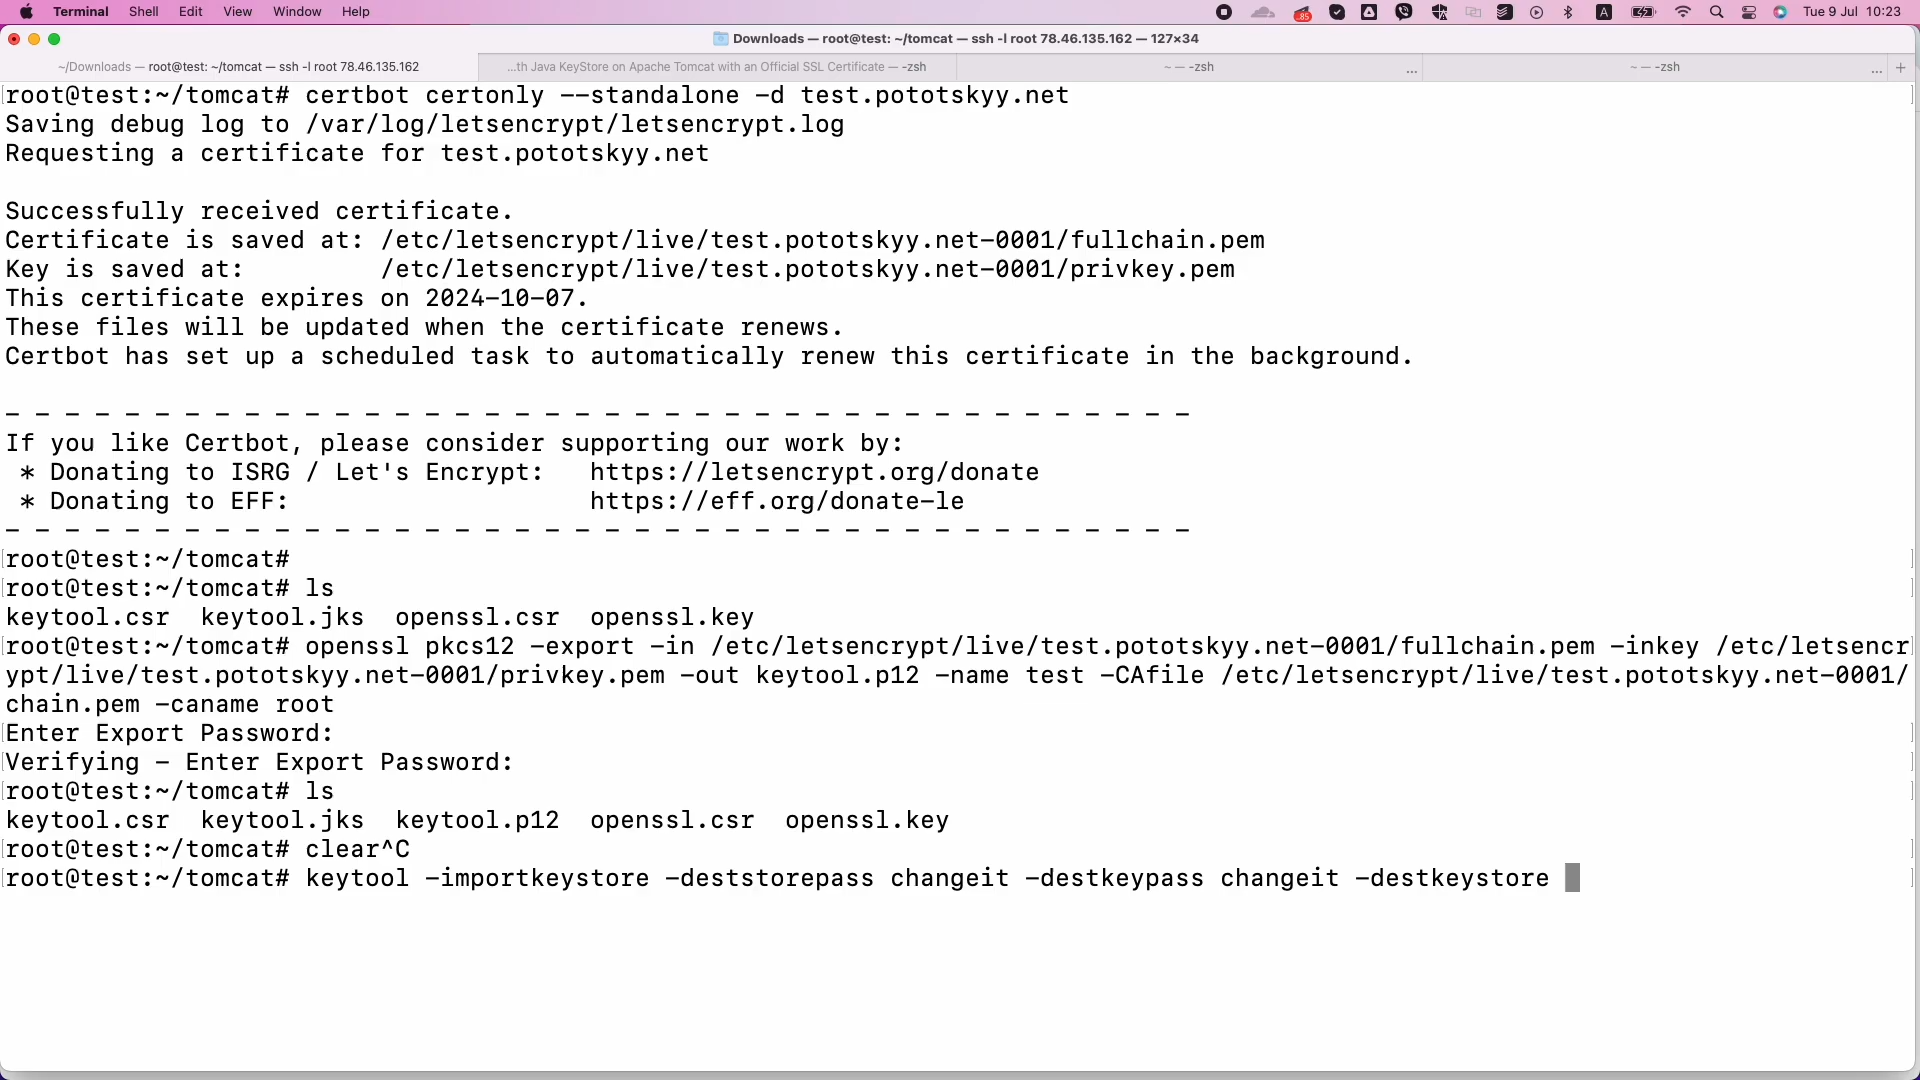 Terminal Shell Edit View Window Help
.85
A
Tue 9 Jul 10:23
Downloads — root@test: ~/tomcat — ssh -l root 78.46.135.162 — 127×34
~/Downloads — root@test: ~/tomcat — ssh -l root 78.46.135.162
...th Java KeyStore on Apache Tomcat with an Official SSL Certificate — -zsh
~ — -zsh ...
~ — -zsh ... +
root@test:~/tomcat# certbot certonly --standalone -d test.pototskyy.net
Saving debug log to /var/log/letsencrypt/letsencrypt.log
Requesting a certificate for test.pototskyy.net
Successfully received certificate.
Certificate is saved at: /etc/letsencrypt/live/test.pototskyy.net-0001/fullchain.pem
Key is saved at:         /etc/letsencrypt/live/test.pototskyy.net-0001/privkey.pem
This certificate expires on 2024-10-07.
These files will be updated when the certificate renews.
Certbot has set up a scheduled task to automatically renew this certificate in the background.
- - - - - - - - - - - - - - - - - - - - - - - - - - - - - - - - - - - - - - - -
If you like Certbot, please consider supporting our work by:
 * Donating to ISRG / Let's Encrypt:   https://letsencrypt.org/donate
 * Donating to EFF:                    https://eff.org/donate-le
- - - - - - - - - - - - - - - - - - - - - - - - - - - - - - - - - - - - - - - -
root@test:~/tomcat#
root@test:~/tomcat# ls
keytool.csr  keytool.jks  openssl.csr  openssl.key
root@test:~/tomcat# openssl pkcs12 -export -in /etc/letsencrypt/live/test.pototskyy.net-0001/fullchain.pem -inkey /etc/letsencr
ypt/live/test.pototskyy.net-0001/privkey.pem -out keytool.p12 -name test -CAfile /etc/letsencrypt/live/test.pototskyy.net-0001/
chain.pem -caname root
Enter Export Password:
Verifying - Enter Export Password:
root@test:~/tomcat# ls
keytool.csr  keytool.jks  keytool.p12  openssl.csr  openssl.key
root@test:~/tomcat# clear^C
root@test:~/tomcat# keytool -importkeystore -deststorepass changeit -destkeypass changeit -destkeystore